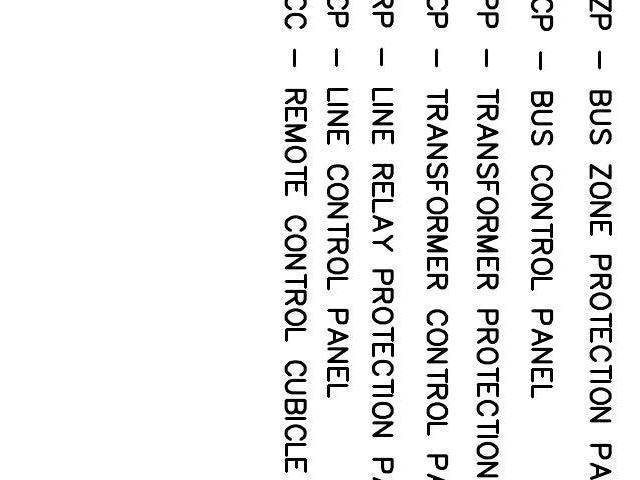 ZP – BUS ZONE PROTECTION PA
CP – BUS CONTROL PANEL
PP – TRANSFORMER PROTECTION
CP – TRANSFORMER CONTROL PA
RP – LINE RELAY PROTECTION PA
CP – LINE CONTROL PANEL
CC – REMOTE CONTROL CUBICLE